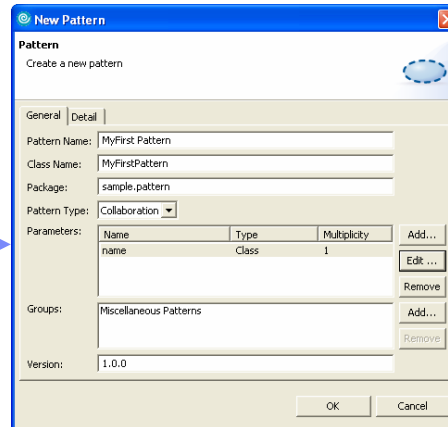 New Pattern
Pattern
Create a new pattern
General Detail
Pattern Name: MyFirst Pattern
Class Name: MyFirstPattern
Package: sample.pattern
Pattern Type: Collaboration
Parameters: Name Type Multiplicity Add...
name Class 1
Edit ...
Remove
Groups: Miscellaneous Patterns Add...
Remove
Version: 1.0.0
OK Cancel